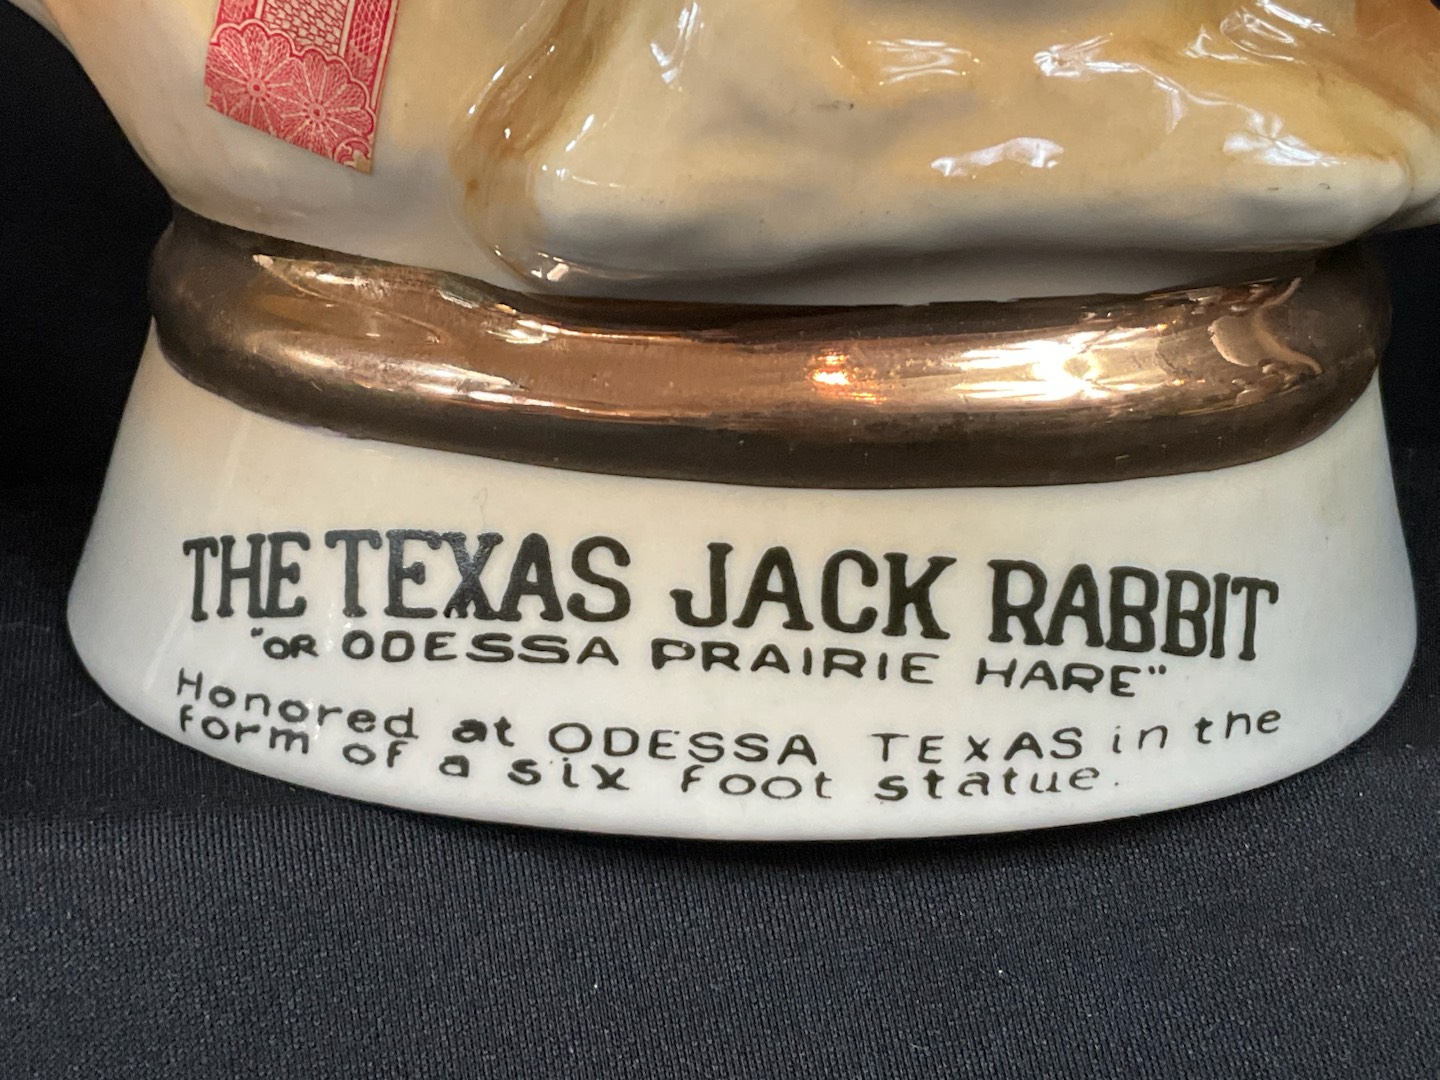 THE TEXAS JACK RABBIT
"OR ODESSA PRAIRIE HARE"
Honored at ODESSA TEXAS in the
form of a six foot statue.